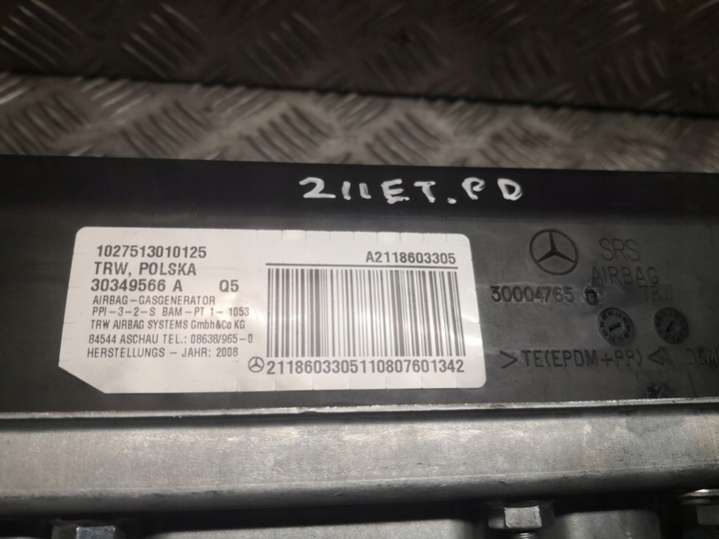 211ET.PD
1027513010125
TRW, POLSKA
30349566 A Q5
AIRBAG-GASGENERATOR
PPI-3-2-S BAM-PT 1-1053
TRW AIRBAG SYSTEMS GmbH&Co KG
84544 ASCHAU TEL.: 08638/965-0
HERSTELLUNGS - JAHR: 2008
A2118603305
2118603305110807601342
SRS
AIRBAG
30004765
>TE(EPDM+PP)<